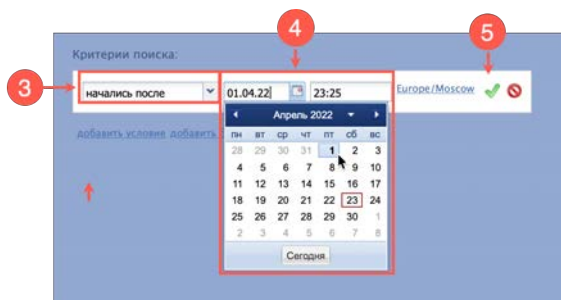 4
Критерии поиска:
5
3
начались после 01.04.22 23:25 Europe/Moscow
Апрель 2022
добавить условие добавить
пн вт ср чт пт сб вс
28 29 30 31 1 2 3
4 5 6 7 8 9 10
11 12 13 14 15 16 17
18 19 20 21 22 23 24
25 26 27 28 29 30 1
2 3 4 5 6 7 8
Сегодня